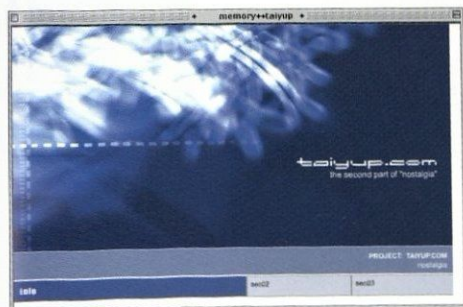 memory++taiyup
taiyup.com
the second part of "nostalgia"
PROJECT: TAIYUP.COM
nostalgia
sec02
sec03